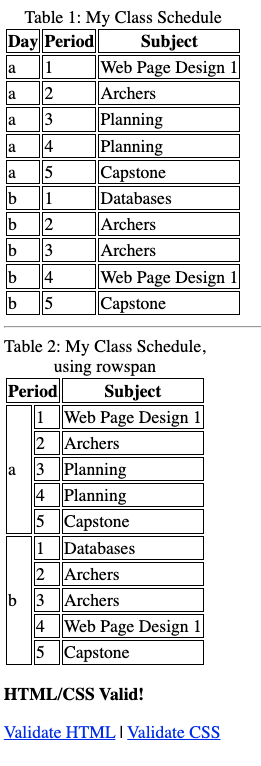 Table 1: My Class Schedule
Day Period Subject
a 1 Web Page Design 1
a 2 Archers
a 3 Planning
a 4 Planning
a 5 Capstone
b 1 Databases
b 2 Archers
b 3 Archers
b 4 Web Page Design 1
b 5 Capstone
Table 2: My Class Schedule,
using rowspan
Period Subject
1 Web Page Design 1
2 Archers
a 3 Planning
4 Planning
5 Capstone
1 Databases
2 Archers
b 3 Archers
4 Web Page Design 1
5 Capstone
HTML/CSS Valid!
Validate HTML | Validate CSS